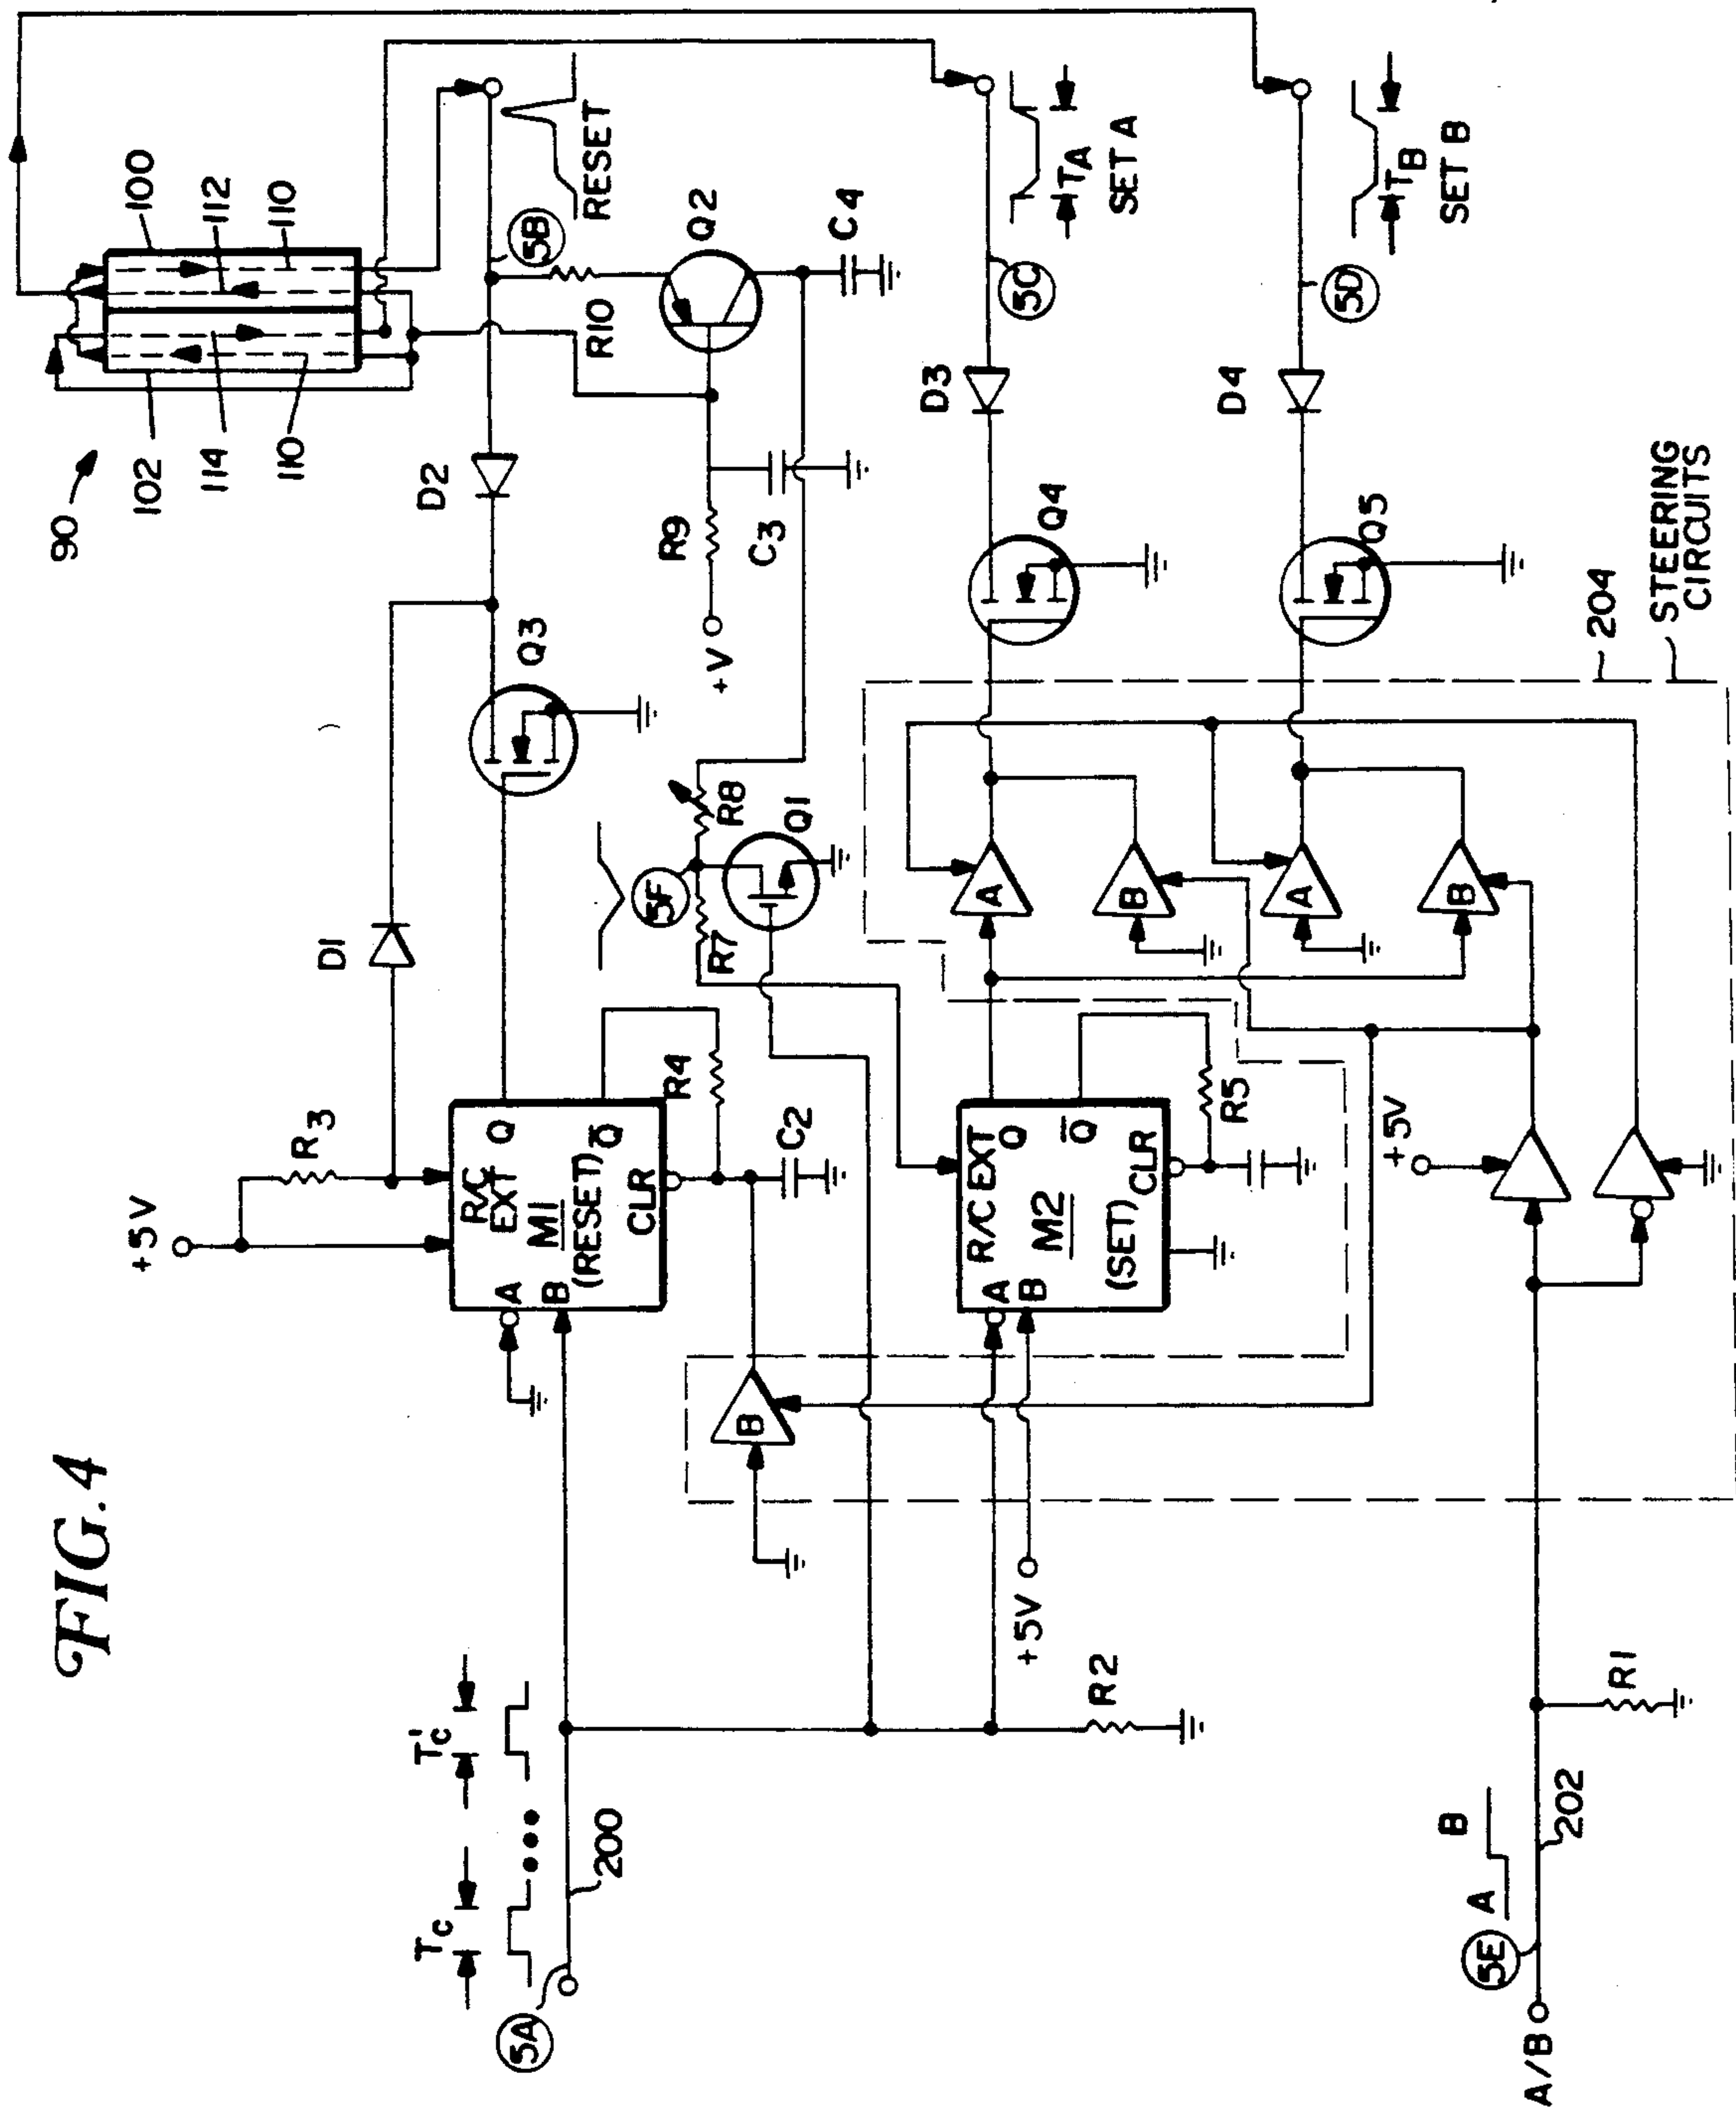 FIG.4
90
102
114
110
100
112
110
+5V
R3
D1
D2
5B
RESET
R10
Q2
C4
R9
C3
+V
Q3
R/C
EXT
Q
A
M1
B
(RESET)
Q̅
CLR
R4
C2
5F
R8
R7
Q1
Tc
T'c
5A
200
B
+5V
R2
R/C EXT
Q
A
M2
B
Q̅
(SET)
CLR
R5
A
B
A
B
D3
5C
TA
SET A
Q4
D4
5D
TB
SET B
Q5
204
STEERING
CIRCUITS
+5V
A/B
5E
A
B
202
R1